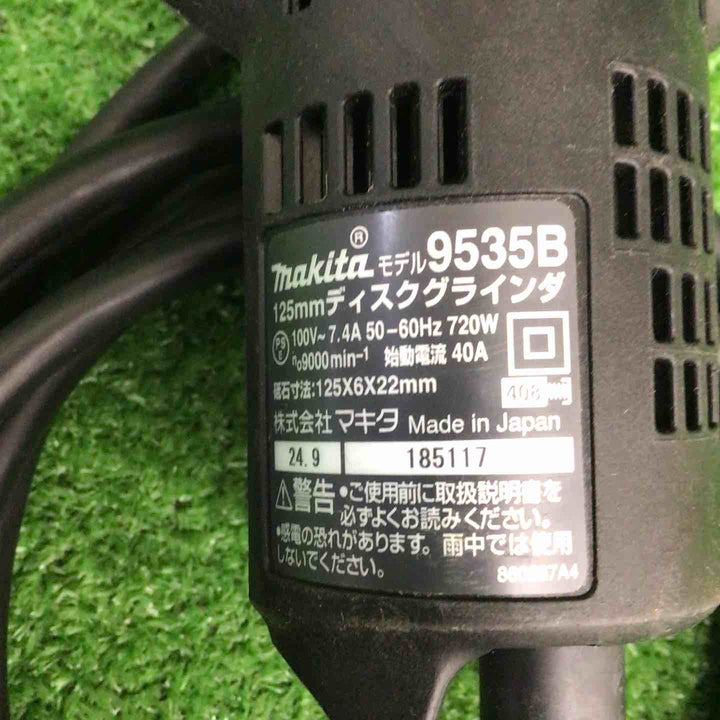 makita® モデル 9535B
125mmディスクグラインダ
PS E 100V~ 7.4A 50-60Hz 720W
n₀9000min⁻¹ 始動電流 40A
砥石寸法:125X6X22mm
株式会社 マキタ Made in Japan
24.9 185117
警告 •ご使用前に取扱説明書を
必ずよくお読みください。
•感電の恐れがあります。雨中では使用
しないでください。